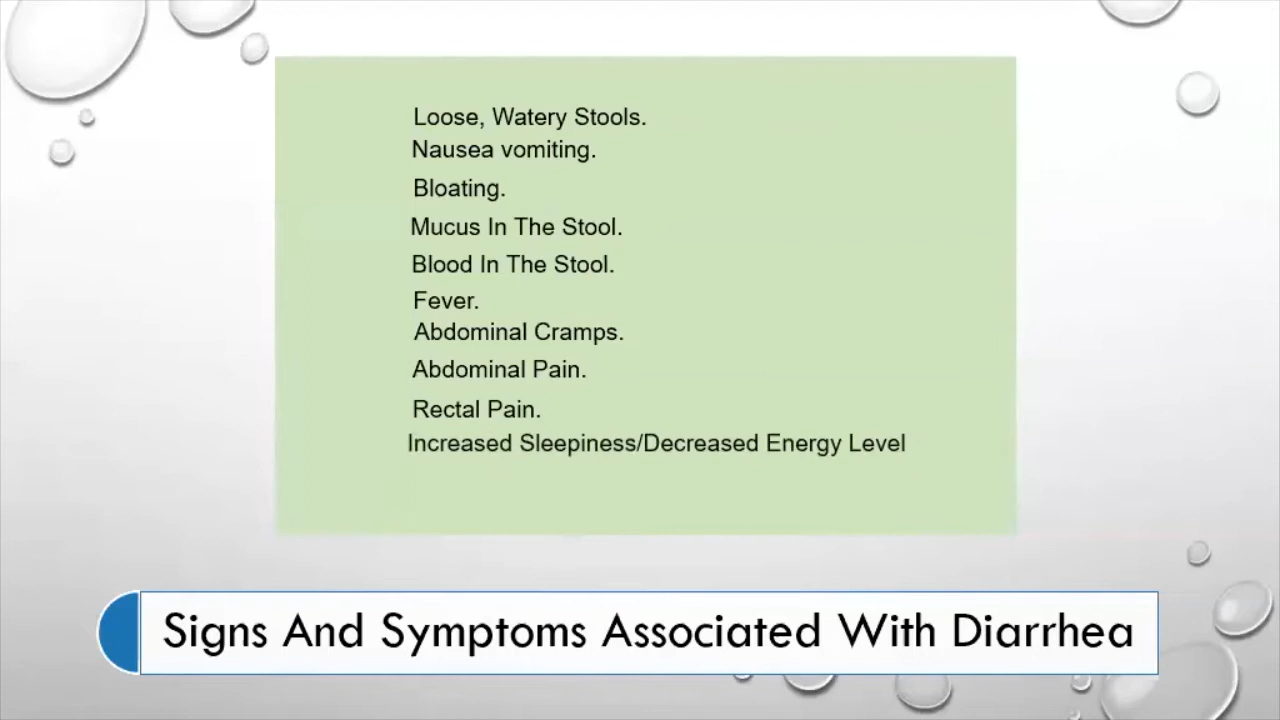 Loose, Watery Stools.
Nausea vomiting.
Bloating.
Mucus In The Stool.
Blood In The Stool.
Fever.
Abdominal Cramps.
Abdominal Pain.
Rectal Pain.
Increased Sleepiness/Decreased Energy Level
Signs And Symptoms Associated With Diarrhea